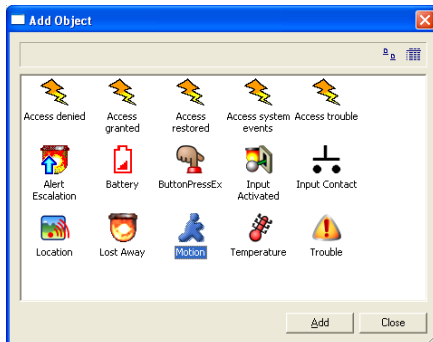 Add Object
Access denied
Access granted
Access restored
Access system events
Access trouble
Alert Escalation
Battery
ButtonPressEx
Input Activated
Input Contact
Location
Lost Away
Motion
Temperature
Trouble
Add
Close